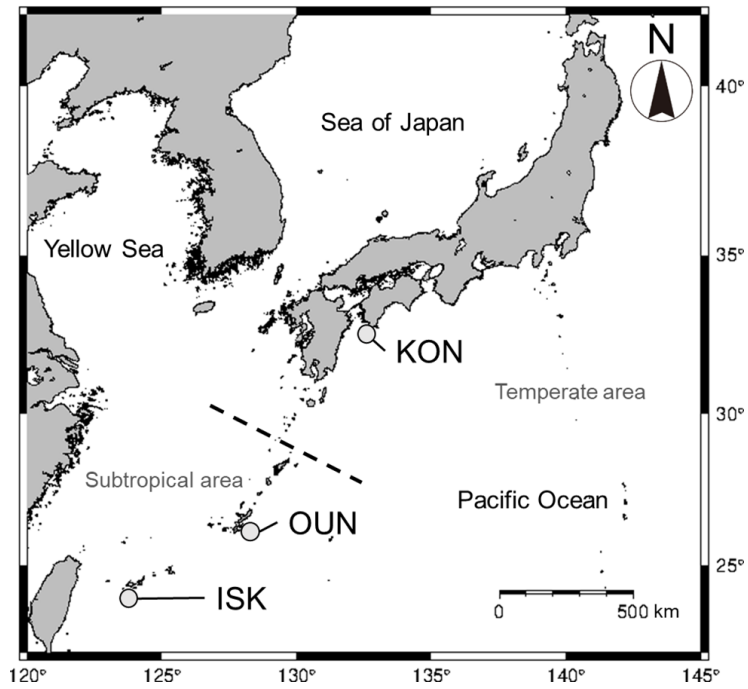 N
40°
Sea of Japan
Yellow Sea
35°
KON
Temperate area
30°
Subtropical area
Pacific Ocean
OUN
25°
ISK
0 500 km
120° 125° 130° 135° 140° 145°